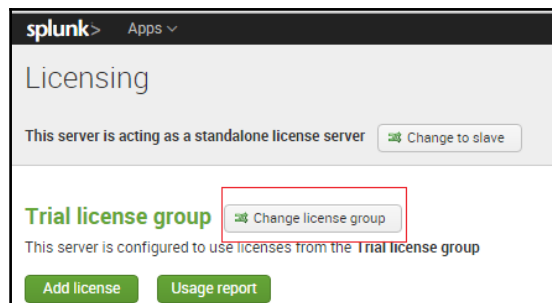 splunk> Apps
Licensing
This server is acting as a standalone license server Change to slave
Trial license group Change license group
This server is configured to use licenses from the Trial license group
Add license Usage report